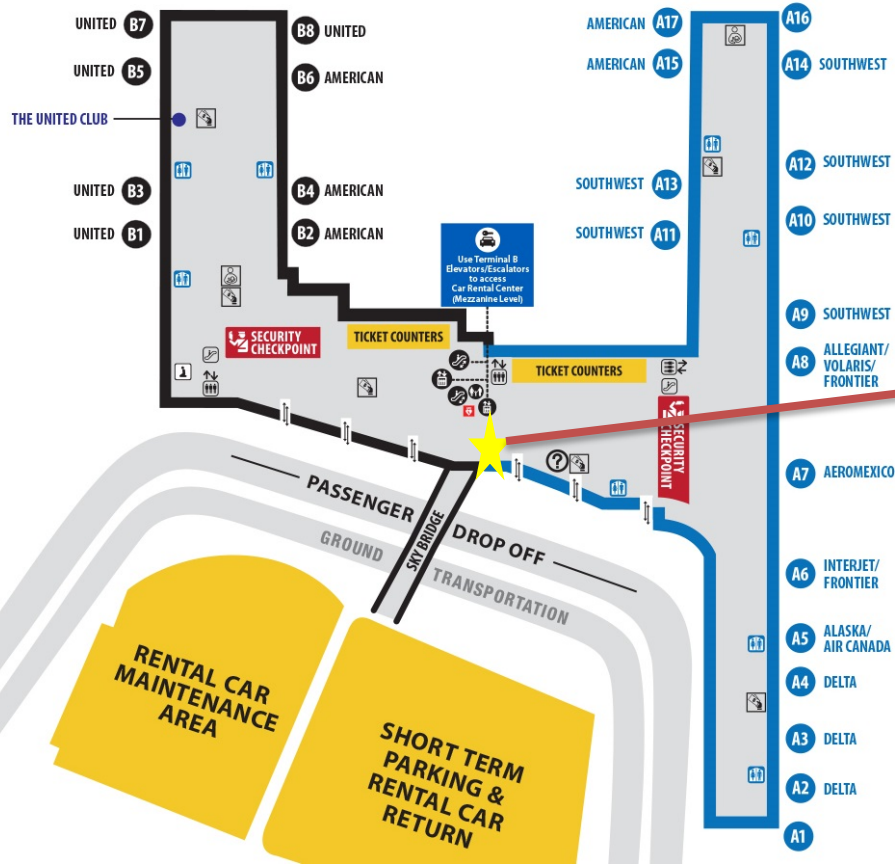 UNITED B7
B8 UNITED
UNITED B5
B6 AMERICAN
THE UNITED CLUB
UNITED B3
B4 AMERICAN
UNITED B1
B2 AMERICAN
AMERICAN A17
A16
AMERICAN A15
A14 SOUTHWEST
A12 SOUTHWEST
SOUTHWEST A13
A10 SOUTHWEST
SOUTHWEST A11
Use Terminal B
Elevators/Escalators
to access
Car Rental Center
(Mezzanine Level)
A9 SOUTHWEST
SECURITY
CHECKPOINT
TICKET COUNTERS
TICKET COUNTERS
A8 ALLEGIANT/
VOLARIS/
FRONTIER
SECURITY
CHECKPOINT
?
A7 AEROMEXICO
PASSENGER DROP OFF
GROUND TRANSPORTATION
SKY BRIDGE
A6 INTERJET/
FRONTIER
A5 ALASKA/
AIR CANADA
A4 DELTA
A3 DELTA
A2 DELTA
A1
RENTAL CAR
MAINTENANCE
AREA
SHORT TERM
PARKING &
RENTAL CAR
RETURN